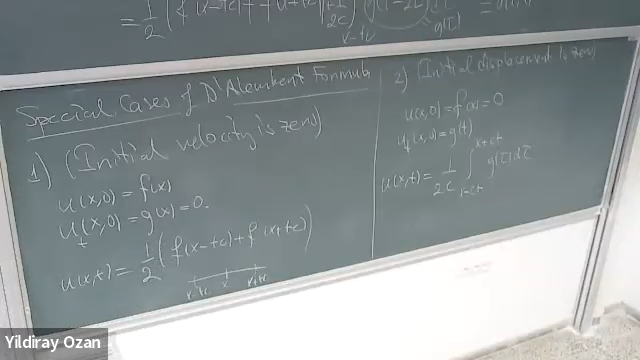 Special Cases of D'Alembert Formula
1) (Initial velocity is zero)
u(x,0) = f(x)
u_t(x,0) = g(x) = 0.
u(x,t) = 1/2 (f(x-tc) + f(x+tc))
x-tc x x+tc
2) (Initial displacement is zero)
u(x,0) = f(x) = 0
u_t(x,0) = g(t)
u(x,t) = 1/2c ∫_{x-ct}^{x+ct} g(τ) dτ
Yildiray Ozan